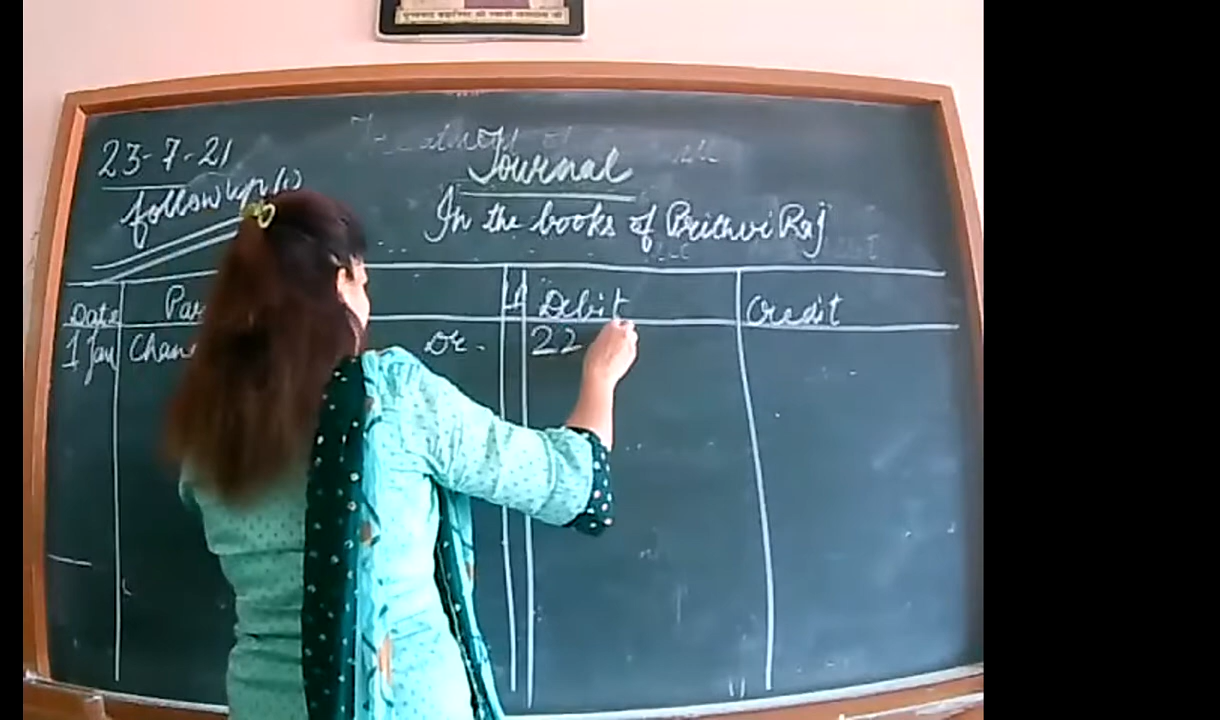 23-7-21
Journal
follow up 10
In the books of Prithvi Raj
Date Par lf Debit Credit
1 Jan Chan Dr. 22